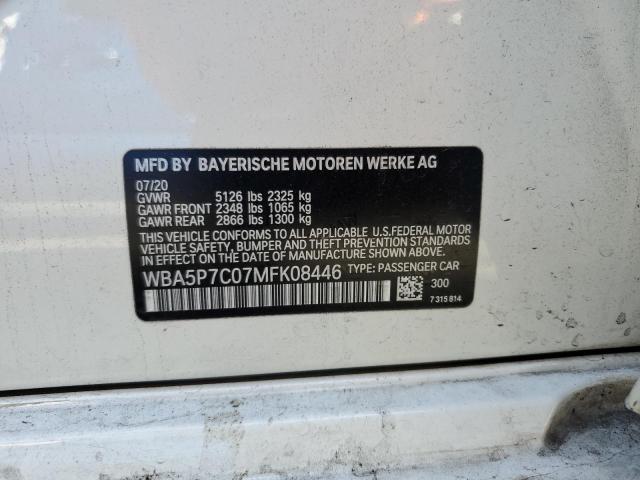 MFD BY BAYERISCHE MOTOREN WERKE AG
07/20
GVWR 5126 lbs 2325 kg
GAWR FRONT 2348 lbs 1065 kg
GAWR REAR 2866 lbs 1300 kg
THIS VEHICLE CONFORMS TO ALL APPLICABLE U.S.FEDERAL MOTOR
VEHICLE SAFETY, BUMPER AND THEFT PREVENTION STANDARDS
IN EFFECT ON THE DATE OF MANUFACTURE SHOWN ABOVE.
WBA5P7C07MFK08446 TYPE: PASSENGER CAR
300
7 315 814